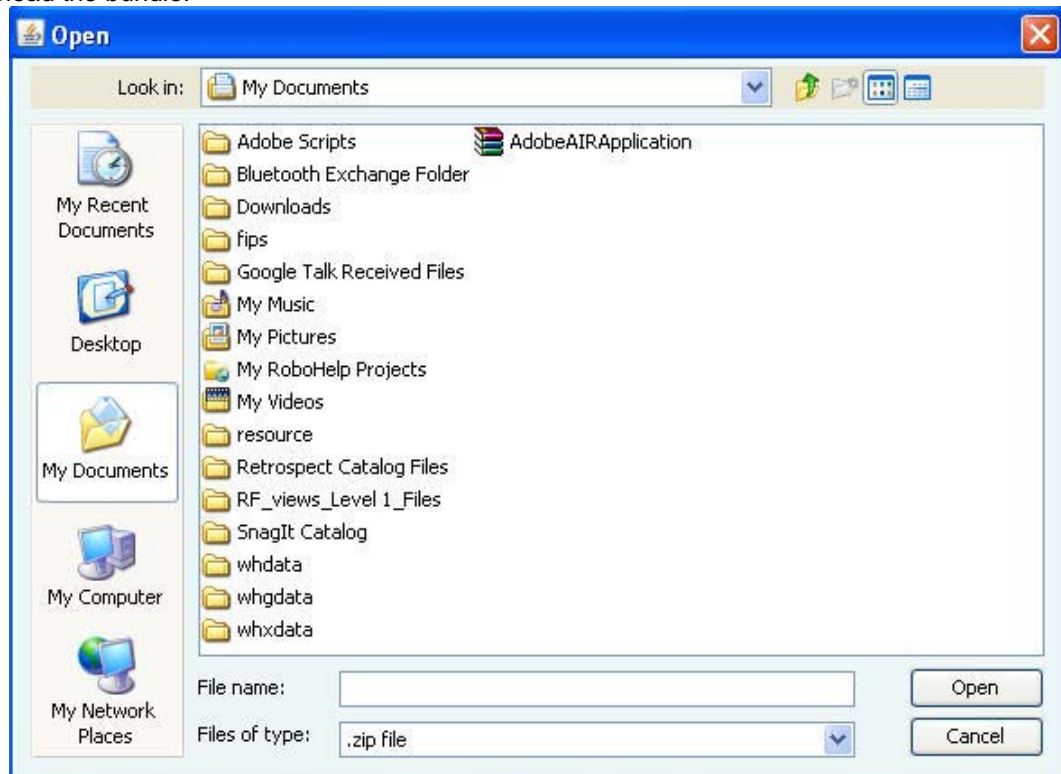 Open
Look in:
My Documents
My Recent
Documents
Desktop
My Documents
My Computer
My Network
Places
Adobe Scripts
Bluetooth Exchange Folder
Downloads
fips
Google Talk Received Files
My Music
My Pictures
My RoboHelp Projects
My Videos
resource
Retrospect Catalog Files
RF_views_Level 1_Files
SnagIt Catalog
whdata
whgdata
whxdata
AdobeAIRApplication
File name:
Open
Files of type:
.zip file
Cancel